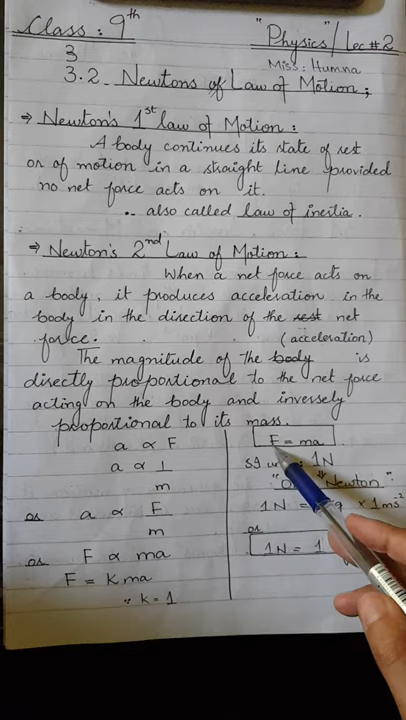 Class : 9th
"Physics" / Lec # 2
3
Miss : Humna
3.2. Newtons of Law of Motion ;
⇒ Newton's 1st law of Motion :
A body continues its state of rest
or of motion in a straight line provided
no net force acts on it.
∴ also called law of inertia.
⇒ Newton's 2nd Law of Motion :
When a net force acts on
a body, it produces acceleration in the
body in the direction of the rest net
force. (acceleration)
The magnitude of the body is
directly proportional to the net force
acting on the body and inversely
proportional to its mass.
a ∝ F
a ∝ 1
m
or a ∝ F
m
or F ∝ ma
F = K ma
∵ k = 1
F = ma
SI : 1N
Newton" :
1N = × 1ms²
or
1N = 1